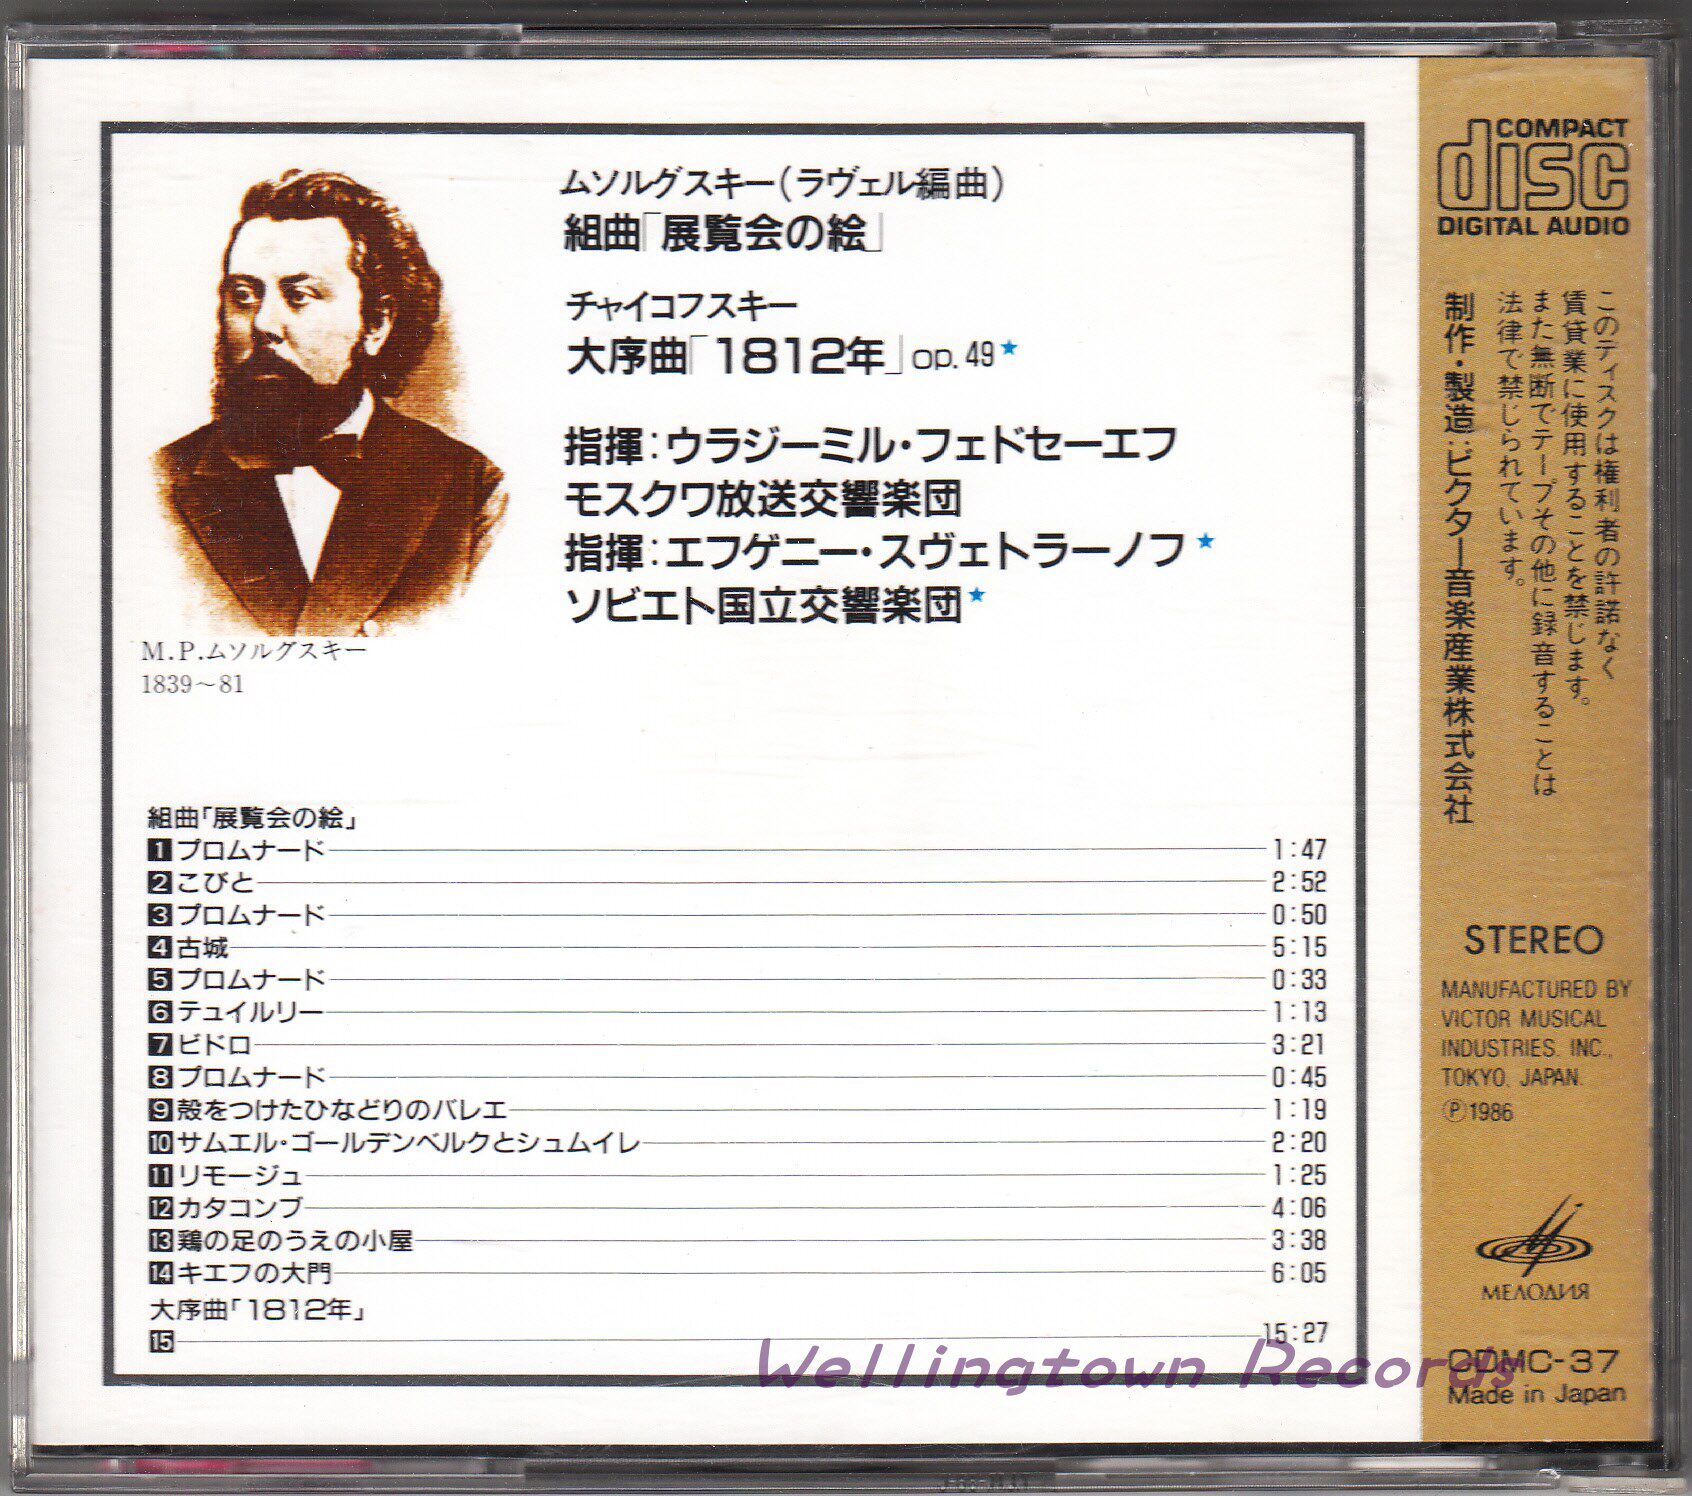 ムソルグスキー(ラヴェル編曲)
組曲「展覧会の絵」
チャイコフスキー
大序曲「1812年」op.49★
指揮:ウラジーミル・フェドセーエフ
モスクワ放送交響楽団
指揮:エフゲニー・スヴェトラーノフ★
ソビエト国立交響楽団★
M.P.ムソルグスキー
1839〜81
組曲「展覧会の絵」
1 プロムナード 1:47
2 こびと 2:52
3 プロムナード 0:50
4 古城 5:15
5 プロムナード 0:33
6 テュイルリー 1:13
7 ビドロ 3:21
8 プロムナード 0:45
9 殻をつけたひなどりのバレエ 1:19
10 サムエル・ゴールデンベルクとシュムイレ 2:20
11 リモージュ 1:25
12 カタコンブ 4:06
13 鶏の足のうえの小屋 3:38
14 キエフの大門 6:05
大序曲「1812年」
15 15:27
COMPACT
disc
DIGITAL AUDIO
このディスクは権利者の許諾なく
賃貸業に使用することを禁じます。
また無断でテープその他に録音することは
法律で禁じられています。
制作・製造:ビクター音楽産業株式会社
STEREO
MANUFACTURED BY
VICTOR MUSICAL
INDUSTRIES. INC.,
TOKYO. JAPAN.
Ⓟ1986
МЕЛОДИЯ
CDMC-37
Made in Japan
Wellingtown Records